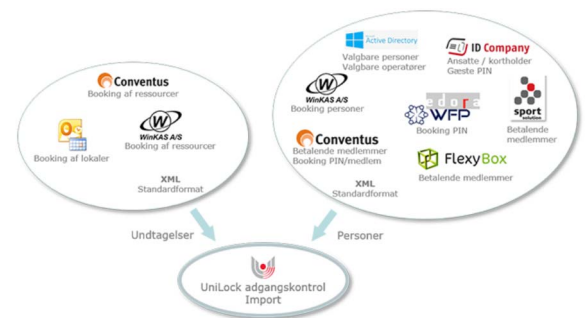 Conventus
Booking af ressourcer
WinKAS A/S
Booking af ressourcer
Booking af lokaler
XML
Standardformat
Active Directory
Valgbare personer
Valgbare operatører
ID Company
Ansatte / kortholder
Gæste PIN
WinKAS A/S
Booking personer
edora
WFP
Booking PIN
sport
solution
Betalende
medlemmer
Conventus
Betalende medlemmer
Booking PIN/medlem
FlexyBox
Betalende medlemmer
XML
Standardformat
Undtagelser
Personer
UniLock adgangskontrol
Import